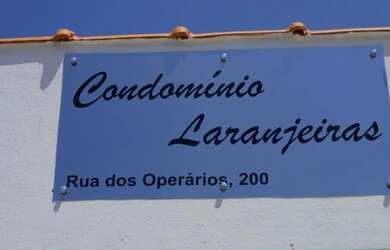 Condomínio
Laranjeiras
Rua dos Operários, 200